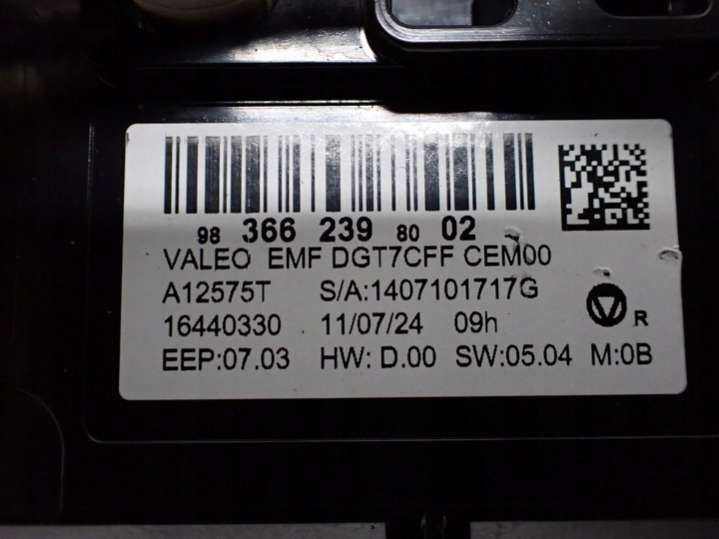 98 366 239 80 02
VALEO EMF DGT7CFF CEM00
A12575T S/A:1407101717G
16440330 11/07/24 09h
R
EEP:07.03 HW: D.00 SW:05.04 M:0B